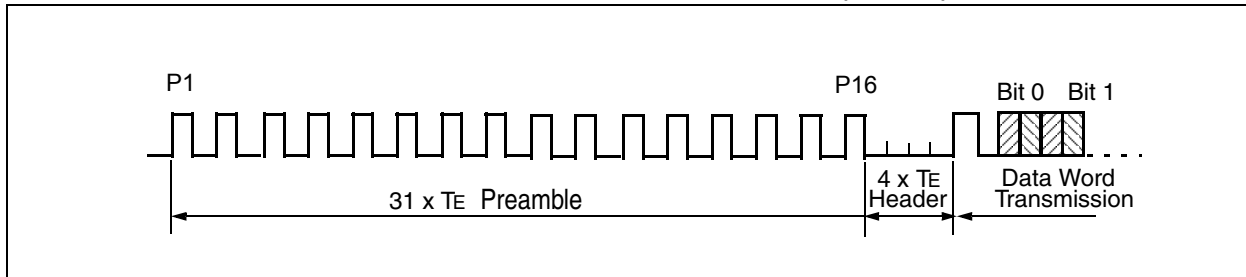 P1
P16
Bit 0 Bit 1
31 x TE Preamble
4 x TE
Header
Data Word
Transmission